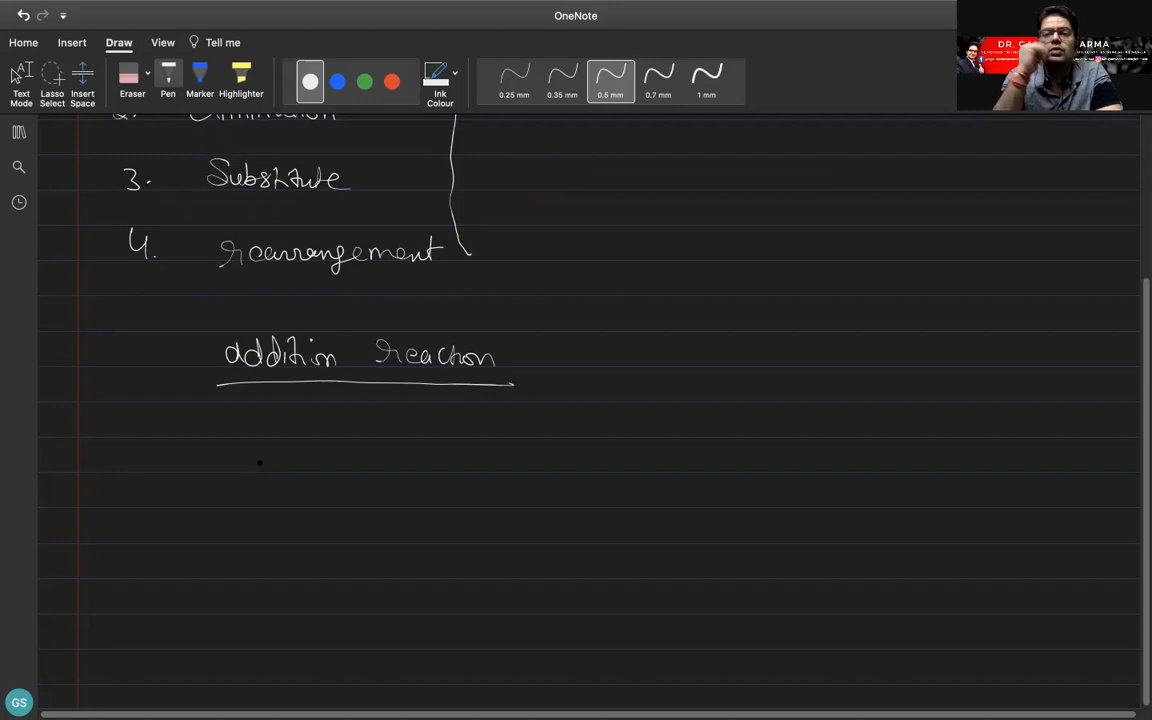 OneNote
Home Insert Draw View Tell me
DR. ARMA
Text Mode
Lasso Select
Insert Space
Eraser
Pen
Marker
Highlighter
Ink Colour
0.25 mm
0.35 mm
0.5 mm
0.7 mm
1 mm
3. Substitute
4. rearrangement
addition reaction
GS